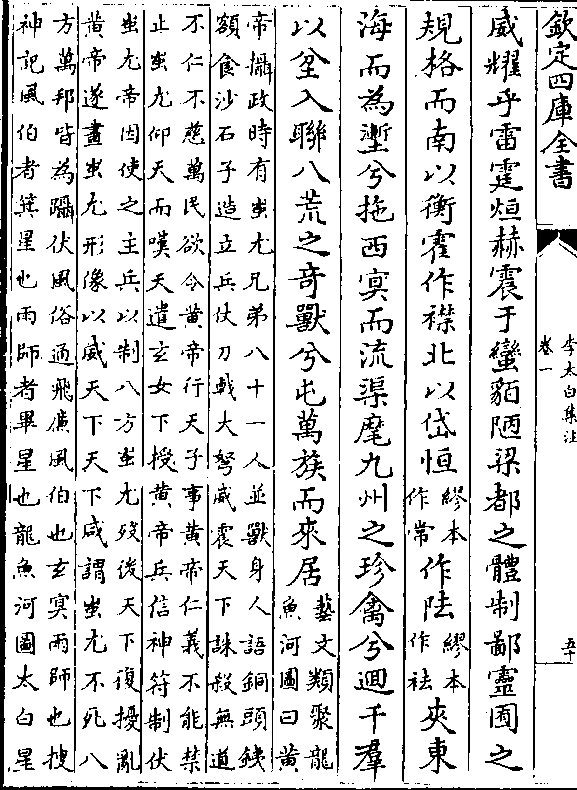 欽定四庫全書
李太白集注
卷一
五十
威耀乎雷霆烜赫震于蠻貊陋梁都之體制鄙靈囿之
規格而南以衡霍作襟北以岱恒繆本作常作阹繆本作袪夾東
海而為壍兮拖西冥而流渠麾九州之珍禽兮迴千羣
以坌入聯八荒之奇獸兮屯萬族而來居藝文類聚龍魚河圖曰黄
帝攝政時有蚩尤兄弟八十一人並獸身人語銅頭鐵
額食沙石子造立兵仗刀戟大弩威震天下誅殺無道
不仁不慈萬民欲令黄帝行天子事黄帝仁義不能禁
止蚩尤仰天而嘆天遣玄女下授黄帝兵信神符制伏
蚩尤帝因使之主兵以制八方蚩尤歿後天下復擾亂
黄帝遂畫蚩尤形像以威天下天下咸謂蚩尤不死八
方萬邦皆為躡伏風俗通飛廉風伯也玄冥雨師也搜
神記風伯者箕星也雨師者畢星也龍魚河圖太白星